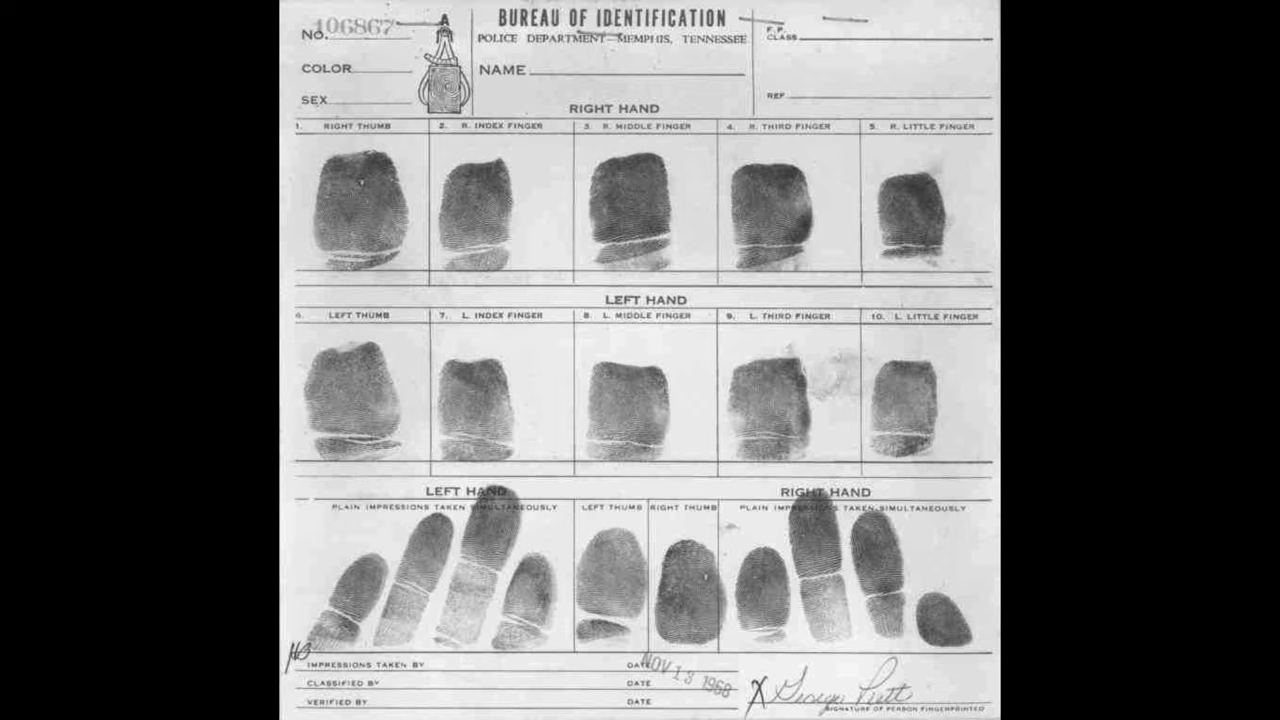 BUREAU OF IDENTIFICATION
NO. 106867
POLICE DEPARTMENT—MEMPHIS, TENNESSEE
F.P. CLASS
COLOR
NAME
SEX
REF
RIGHT HAND
1. RIGHT THUMB 2. R. INDEX FINGER 3. R. MIDDLE FINGER 4. R. THIRD FINGER 5. R. LITTLE FINGER
LEFT HAND
6. LEFT THUMB 7. L. INDEX FINGER 8. L. MIDDLE FINGER 9. L. THIRD FINGER 10. L. LITTLE FINGER
LEFT HAND RIGHT HAND
PLAIN IMPRESSIONS TAKEN SIMULTANEOUSLY LEFT THUMB RIGHT THUMB PLAIN IMPRESSIONS TAKEN SIMULTANEOUSLY
IMPRESSIONS TAKEN BY DATE NOV 13 1968
CLASSIFIED BY DATE
X George
VERIFIED BY DATE
SIGNATURE OF PERSON FINGERPRINTED